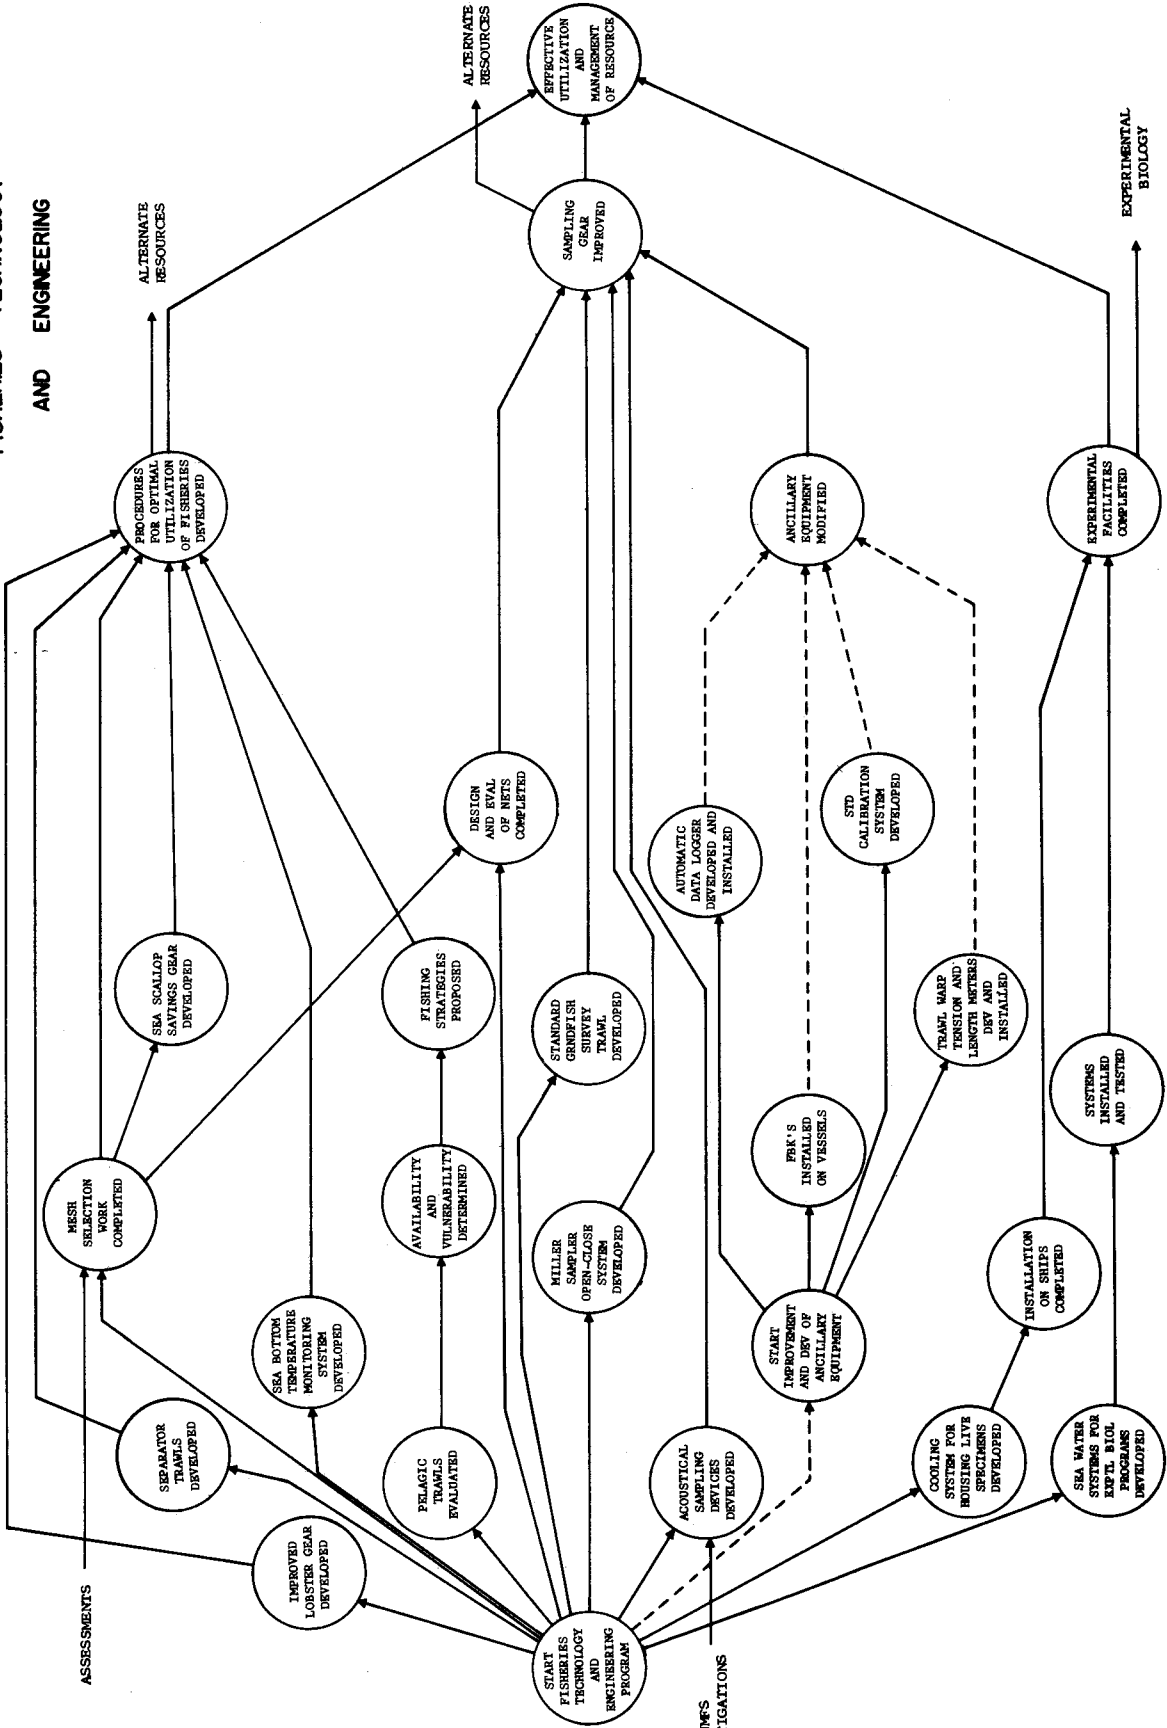 AND ENGINEERING
ASSESSMENTS
START
FISHERIES
TECHNOLOGY
AND
ENGINEERING
PROGRAM
IMPROVED
LOBSTER GEAR
DEVELOPED
SEPARATOR
TRAWLS
DEVELOPED
MESH
SELECTION
WORK
COMPLETED
SEA SCALLOP
SAVINGS GEAR
DEVELOPED
SEA BOTTOM
TEMPERATURE
MONITORING
SYSTEM
DEVELOPED
PELAGIC
TRAWLS
EVALUATED
AVAILABILITY
AND
VULNERABILITY
DETERMINED
FISHING
STRATEGIES
PROPOSED
PROCEDURES
FOR OPTIMAL
UTILIZATION
OF FISHERIES
DEVELOPED
ALTERNATE
RESOURCES
DESIGN
AND EVAL
OF NETS
COMPLETED
STANDARD
GRNDFISH
SURVEY
TRAWL
DEVELOPED
MILLER
SAMPLER
OPEN-CLOSE
SYSTEM
DEVELOPED
ACOUSTICAL
SAMPLING
DEVICES
DEVELOPED
SAMPLING
GEAR
IMPROVED
ALTERNATE
RESOURCES
EFFECTIVE
UTILIZATION
AND
MANAGEMENT
OF RESOURCE
START
IMPROVEMENT
AND DEV OF
ANCILLARY
EQUIPMENT
AUTOMATIC
DATA LOGGER
DEVELOPED AND
INSTALLED
FBK'S
INSTALLED
ON VESSELS
STD
CALIBRATION
SYSTEM
DEVELOPED
TRAWL WARP
TENSION AND
LENGTH METERS
DEV AND
INSTALLED
ANCILLARY
EQUIPMENT
MODIFIED
COOLING
SYSTEM FOR
HOUSING LIVE
SPECIMENS
DEVELOPED
INSTALLATION
ON SHIPS
COMPLETED
SEA WATER
SYSTEMS FOR
EXPTL BIOL
PROGRAMS
DEVELOPED
SYSTEMS
INSTALLED
AND TESTED
EXPERIMENTAL
FACILITIES
COMPLETED
EXPERIMENTAL
BIOLOGY